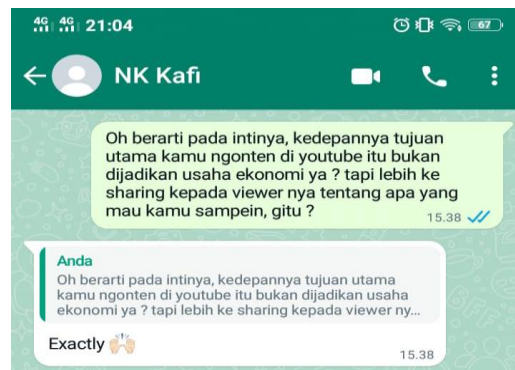 4G 4G 21:04
67
NK Kafi
Oh berarti pada intinya, kedepannya tujuan
utama kamu ngonten di youtube itu bukan
dijadikan usaha ekonomi ya ? tapi lebih ke
sharing kepada viewer nya tentang apa yang
mau kamu sampein, gitu ?
15.38
Anda
Oh berarti pada intinya, kedepannya tujuan utama
kamu ngonten di youtube itu bukan dijadikan usaha
ekonomi ya ? tapi lebih ke sharing kepada viewer ny...
Exactly 🙌🏻
15.38